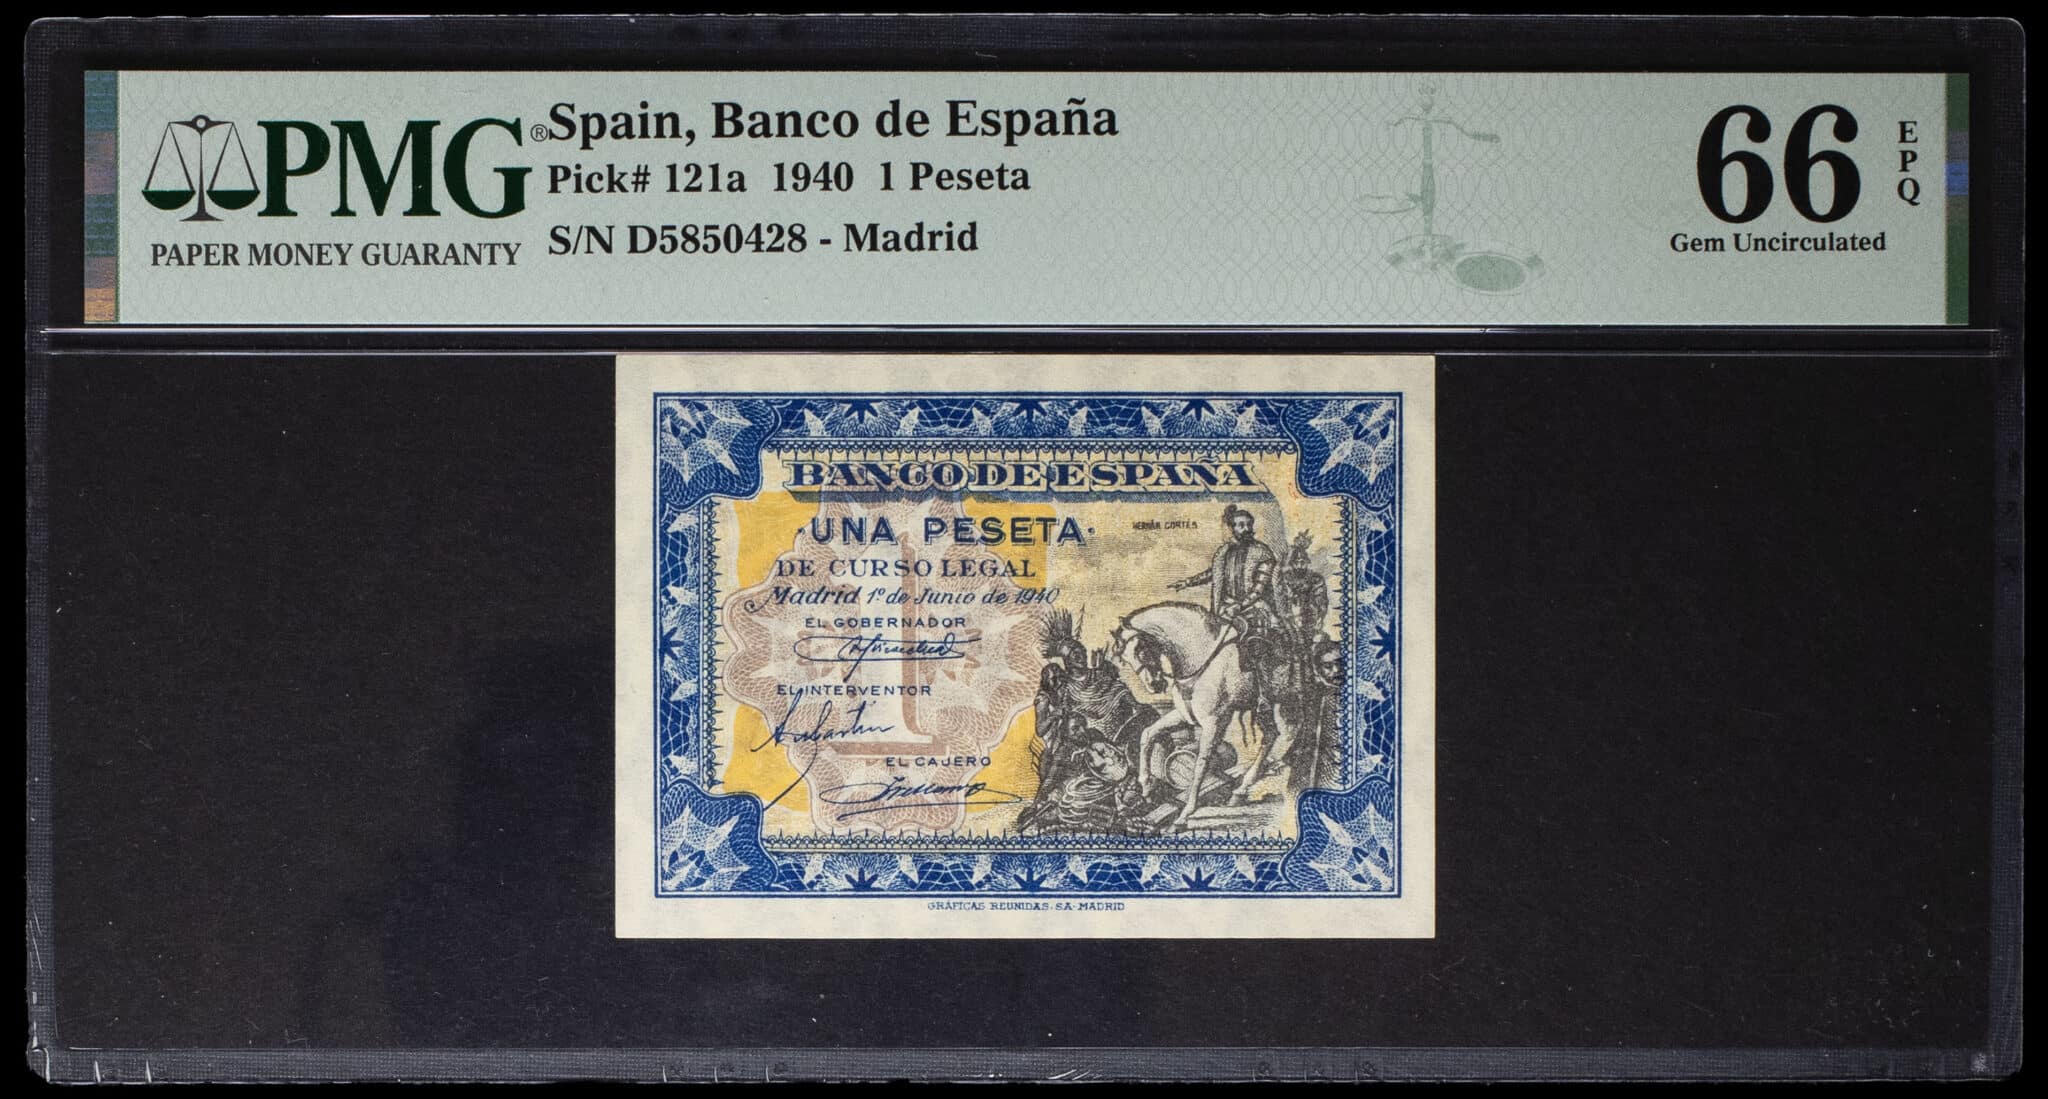 PMG®
PAPER MONEY GUARANTY
Spain, Banco de España
Pick# 121a 1940 1 Peseta
S/N D5850428 - Madrid
66
EPQ
Gem Uncirculated
BANCO DE ESPAÑA
·UNA PESETA·
HERNÁN CORTÉS
DE CURSO LEGAL
Madrid 1º de Junio de 1940
EL GOBERNADOR
EL INTERVENTOR
EL CAJERO
1
GRÁFICAS REUNIDAS. S.A.-MADRID